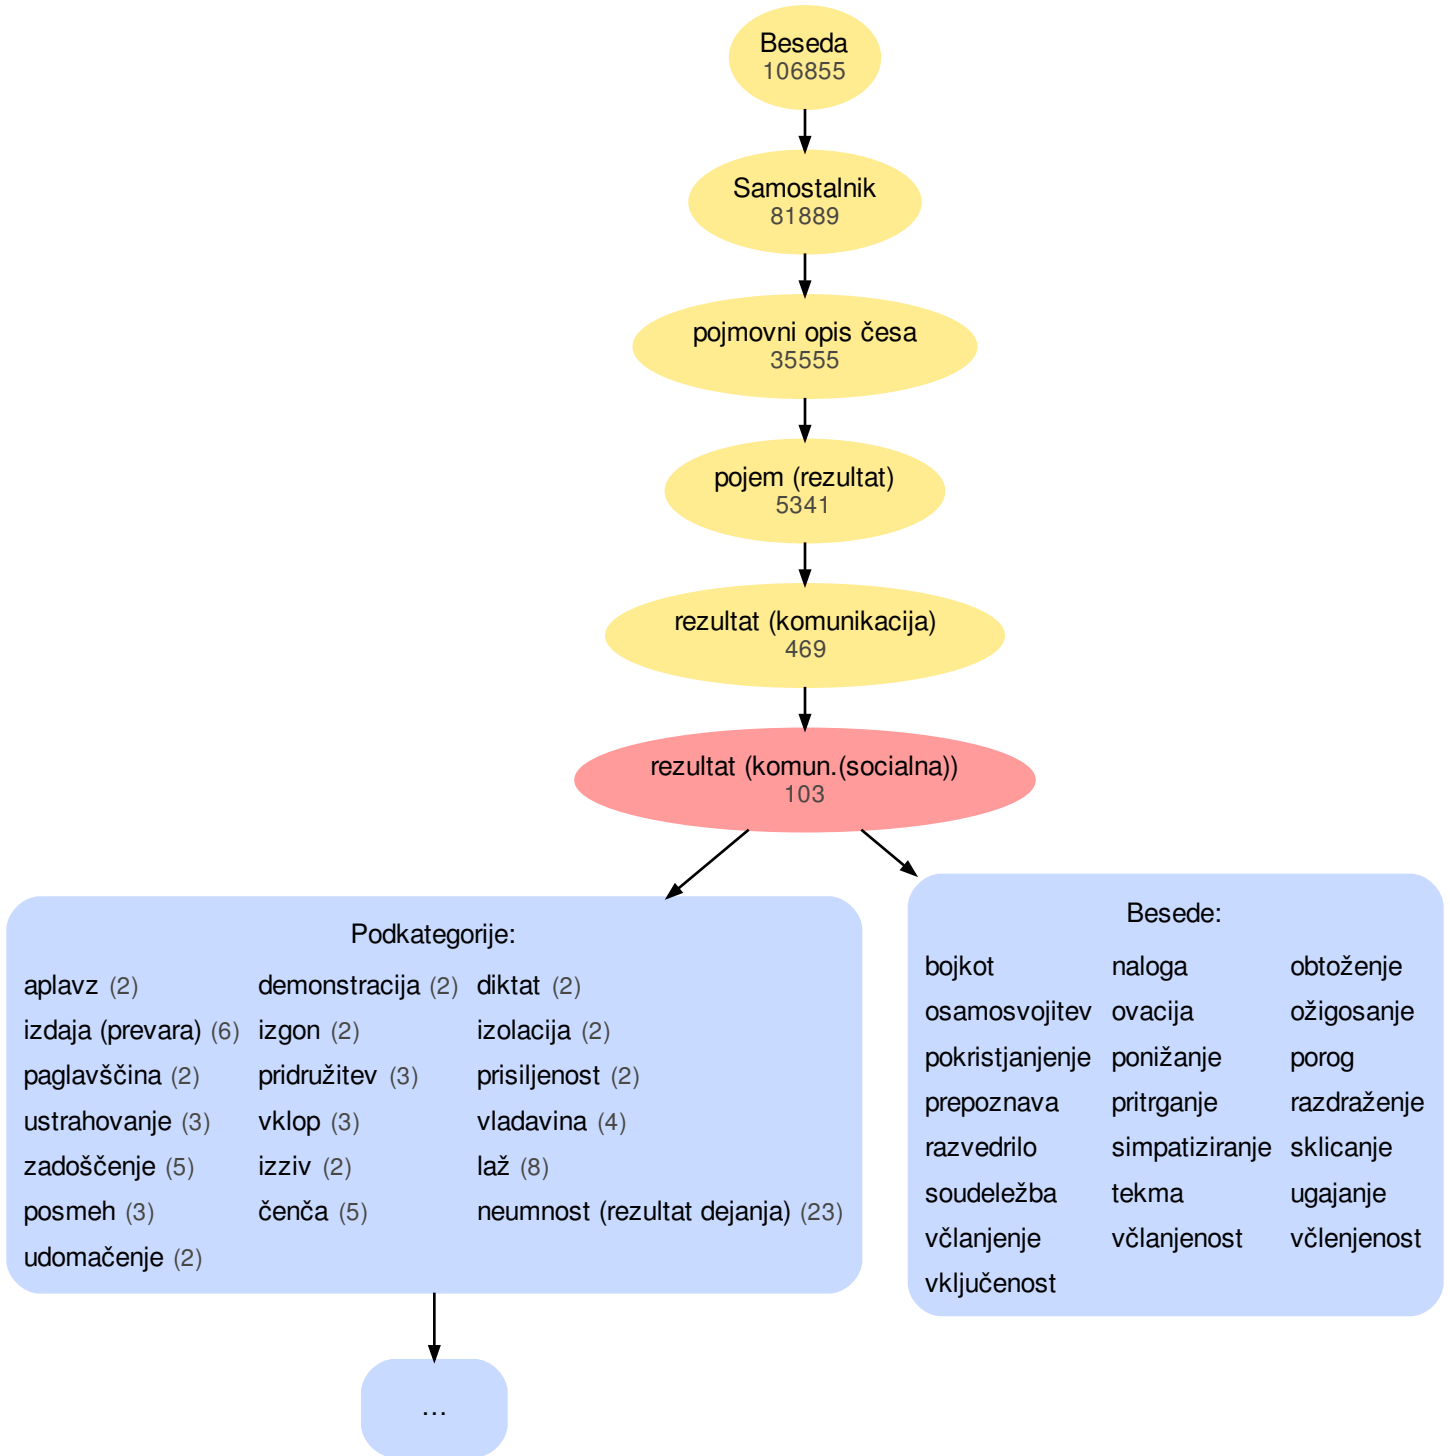 Beseda
106855
Samostalnik
81889
pojmovni opis česa
35555
pojem (rezultat)
5341
rezultat (komunikacija)
469
rezultat (komun.(socialna))
103
Podkategorije:
aplavz (2) demonstracija (2) diktat (2)
izdaja (prevara) (6) izgon (2) izolacija (2)
paglavščina (2) pridružitev (3) prisiljenost (2)
ustrahovanje (3) vklop (3) vladavina (4)
zadoščenje (5) izziv (2) laž (8)
posmeh (3) čenča (5) neumnost (rezultat dejanja) (23)
udomačenje (2)
Besede:
bojkot naloga obtoženje
osamosvojitev ovacija ožigosanje
pokristjanjenje ponižanje porog
prepoznava pritrganje razdraženje
razvedrilo simpatiziranje sklicanje
soudeležba tekma ugajanje
včlanjenje včlanjenost včlenjenost
vključenost
...